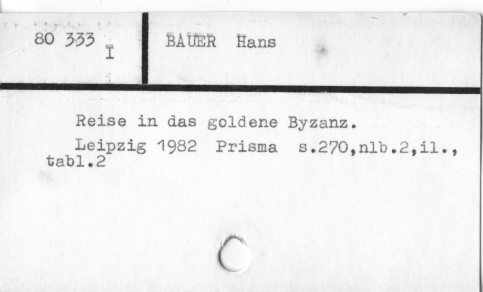 80 333 I
BAUER Hans
Reise in das goldene Byzanz.
Leipzig 1982 Prisma s.270,nlb.2,il.,
tabl.2